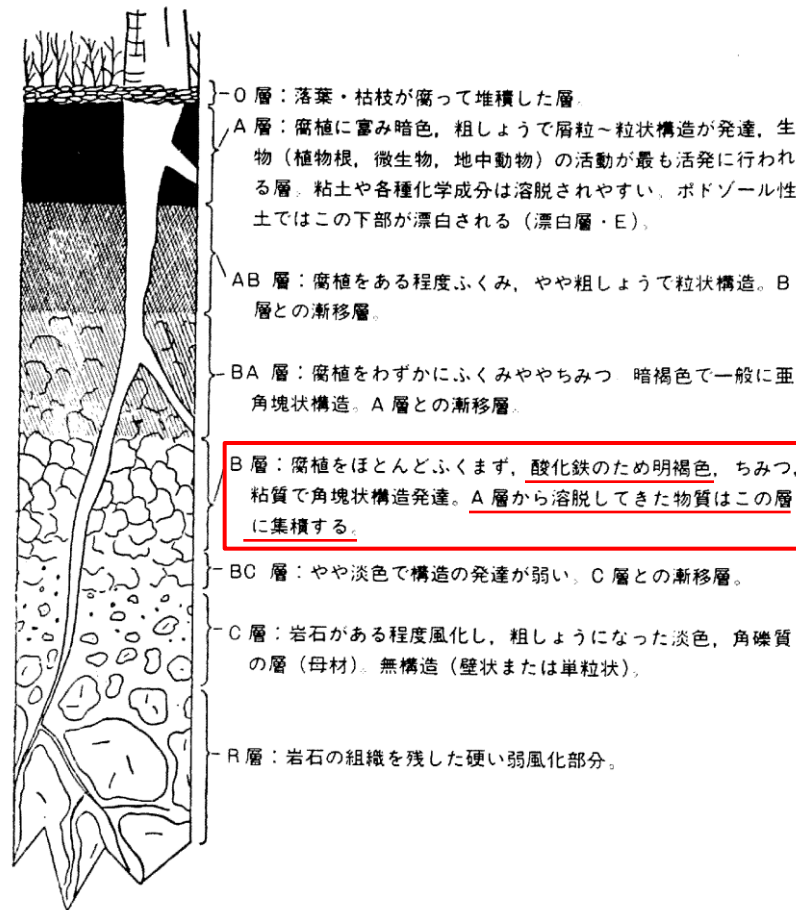 O層：落葉・枯枝が腐って堆積した層。
A層：腐植に富み暗色，粗しょうで屑粒～粒状構造が発達，生
物（植物根，微生物，地中動物）の活動が最も活発に行われ
る層。粘土や各種化学成分は溶脱されやすい。ポドゾール性
土ではこの下部が漂白される（漂白層・E）。
AB層：腐植をある程度ふくみ，やや粗しょうで粒状構造。B
層との漸移層。
BA層：腐植をわずかにふくみややちみつ 暗褐色で一般に亜
角塊状構造。A層との漸移層。
B層：腐植をほとんどふくまず，酸化鉄のため明褐色，ちみつ，
粘質で角塊状構造発達。A層から溶脱してきた物質はこの層
に集積する。
BC層：やや淡色で構造の発達が弱い。C層との漸移層。
C層：岩石がある程度風化し，粗しょうになった淡色，角礫質
の層（母材）。無構造（壁状または単粒状）。
R層：岩石の組織を残した硬い弱風化部分。